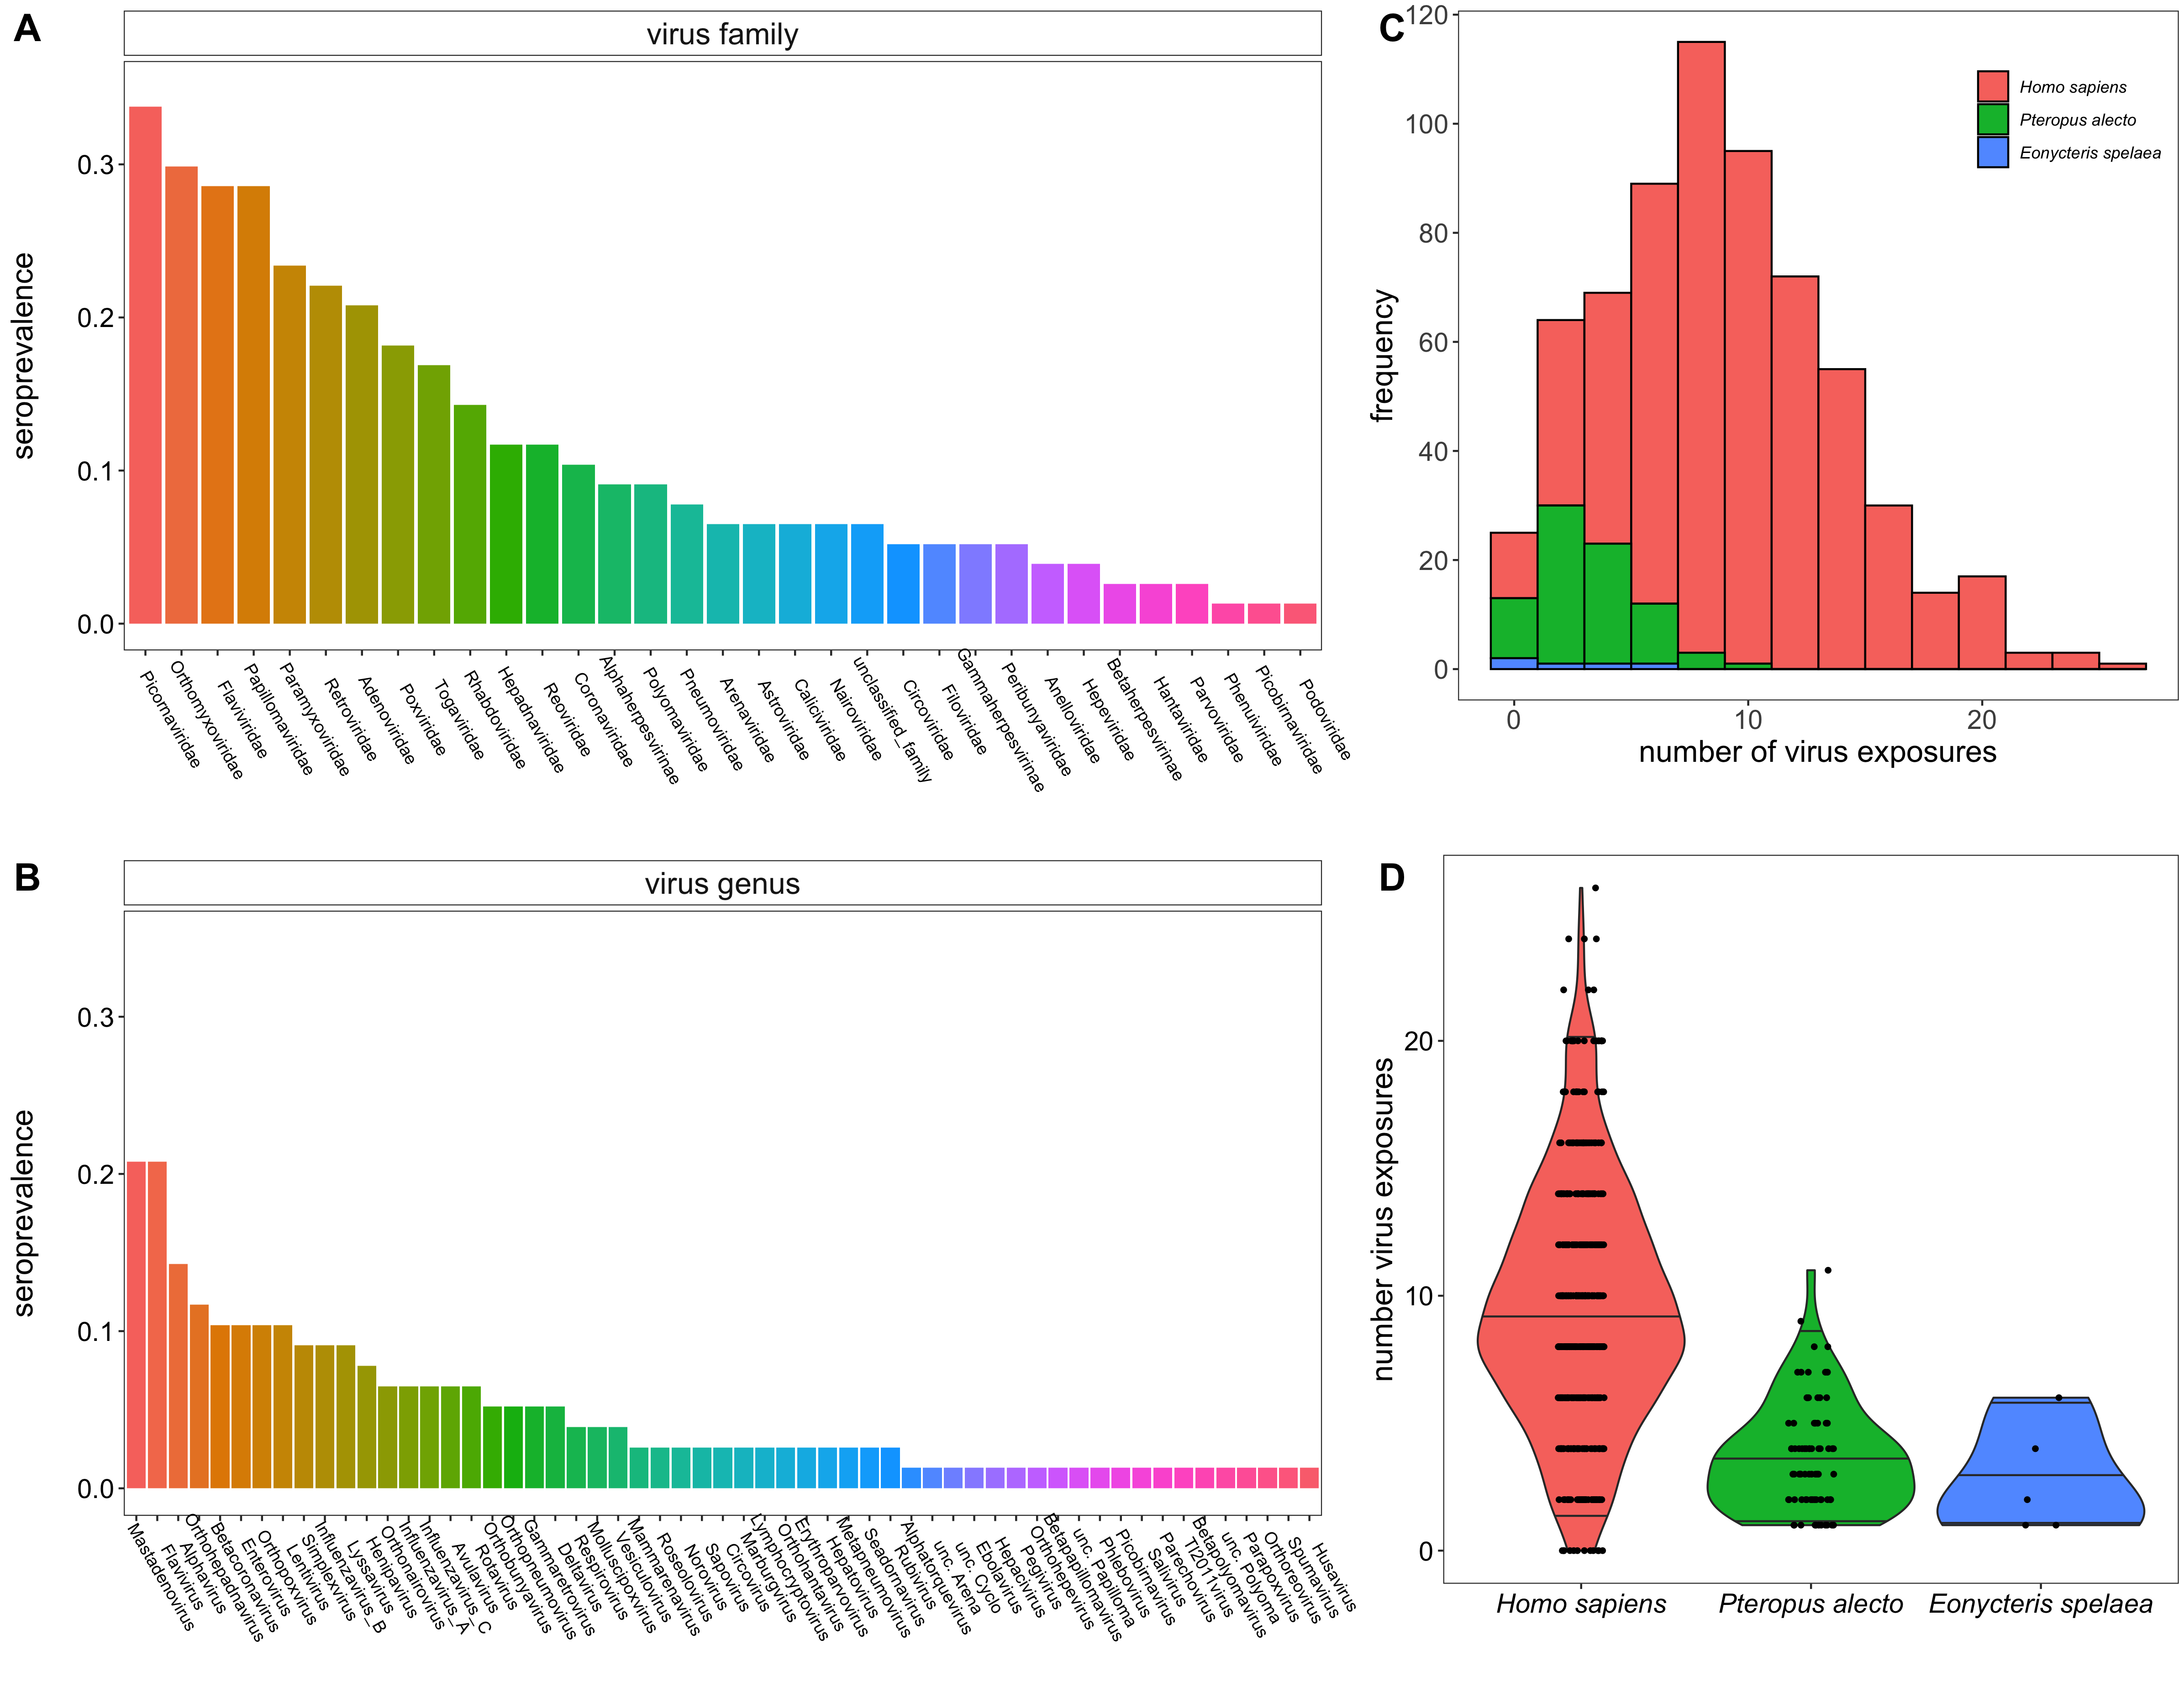 A
virus family
seroprevalence
0.3
0.2
0.1
0.0
Picornaviridae
Orthomyxoviridae
Flaviviridae
Papillomaviridae
Paramyxoviridae
Retroviridae
Adenoviridae
Poxviridae
Togaviridae
Rhabdoviridae
Hepadnaviridae
Reoviridae
Coronaviridae
Alphaherpesvirinae
Polyomaviridae
Pneumoviridae
Arenaviridae
Astroviridae
Caliciviridae
Nairoviridae
unclassified_family
Circoviridae
Filoviridae
Gammaherpesvirinae
Peribunyaviridae
Anelloviridae
Hepeviridae
Betaherpesvirinae
Hantaviridae
Parvoviridae
Phenuiviridae
Picobirnaviridae
Podoviridae
B
virus genus
seroprevalence
0.3
0.2
0.1
0.0
Mastadenovirus
Flavivirus
Alphavirus
Orthohepadnavirus
Betacoronavirus
Enterovirus
Orthopoxvirus
Lentivirus
Simplexvirus
Influenzavirus_B
Lyssavirus
Henipavirus
Orthonairovirus
Influenzavirus_A
Influenzavirus_C
Avulavirus
Rotavirus
Orthobunyavirus
Orthopneumovirus
Gammaretrovirus
Deltavirus
Respirovirus
Molluscipoxvirus
Vesiculovirus
Mammarenavirus
Roseolovirus
Norovirus
Sapovirus
Circovirus
Marburgvirus
Lymphocryptovirus
Orthohantavirus
Erythroparvovirus
Hepatovirus
Metapneumovirus
Seadornavirus
Rubivirus
Alphatorquevirus
unc. Arena
unc. Cyclo
Ebolavirus
Hepacivirus
Pegivirus
Orthohepevirus
Betapapillomavirus
unc. Papilloma
Phlebovirus
Picobirnavirus
Salivirus
Parechovirus
Tl2011virus
Betapolyomavirus
unc. Polyoma
Parapoxvirus
Orthoreovirus
Spumavirus
Husavirus
C
frequency
120
100
80
60
40
20
0
0
10
20
number of virus exposures
Homo sapiens
Pteropus alecto
Eonycteris spelaea
D
number virus exposures
20
10
0
Homo sapiens
Pteropus alecto
Eonycteris spelaea